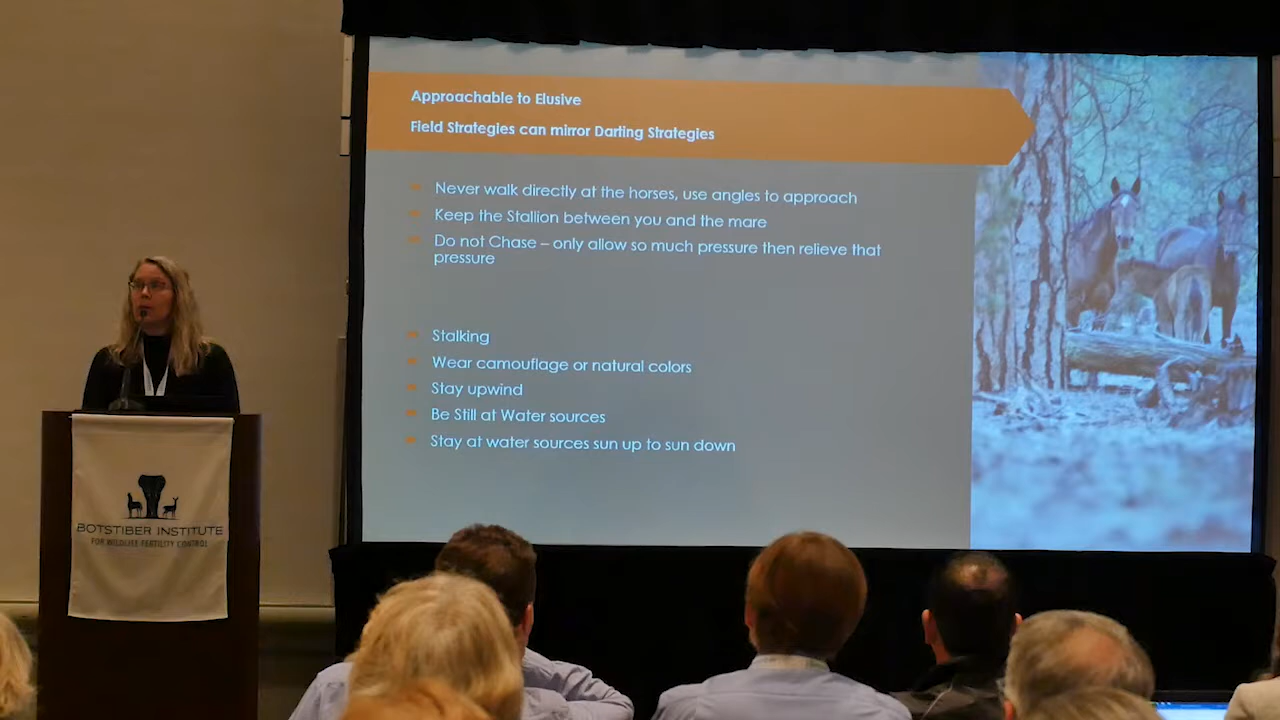 Approachable to Elusive
Field Strategies can mirror Darting Strategies
Never walk directly at the horses, use angles to approach
Keep the Stallion between you and the mare
Do not Chase – only allow so much pressure then relieve that
pressure
Stalking
Wear camouflage or natural colors
Stay upwind
Be Still at Water sources
Stay at water sources sun up to sun down
BOTSTIBER INSTITUTE
FOR WILDLIFE FERTILITY CONTROL